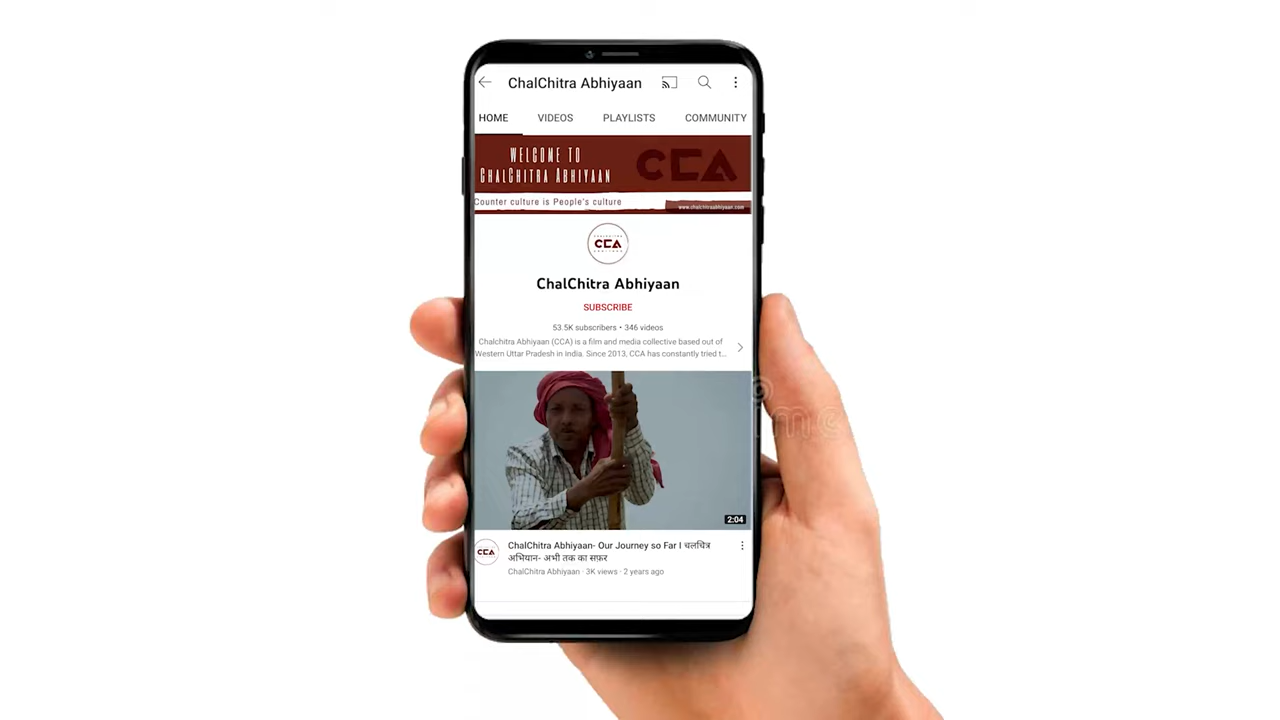 ChalChitra Abhiyaan
HOME VIDEOS PLAYLISTS COMMUNITY
WELCOME TO
CHALCHITRA ABHIYAAN
CCA
Counter culture is People's culture
www.chalchitraabhiyaan.com
CCA
ChalChitra Abhiyaan
SUBSCRIBE
53.5K subscribers • 346 videos
Chalchitra Abhiyaan (CCA) is a film and media collective based out of
Western Uttar Pradesh in India. Since 2013, CCA has constantly tried t...
2:04
CCA
ChalChitra Abhiyaan- Our Journey so Far I चलचित्र
अभियान- अभी तक का सफ़र
ChalChitra Abhiyaan · 3K views · 2 years ago